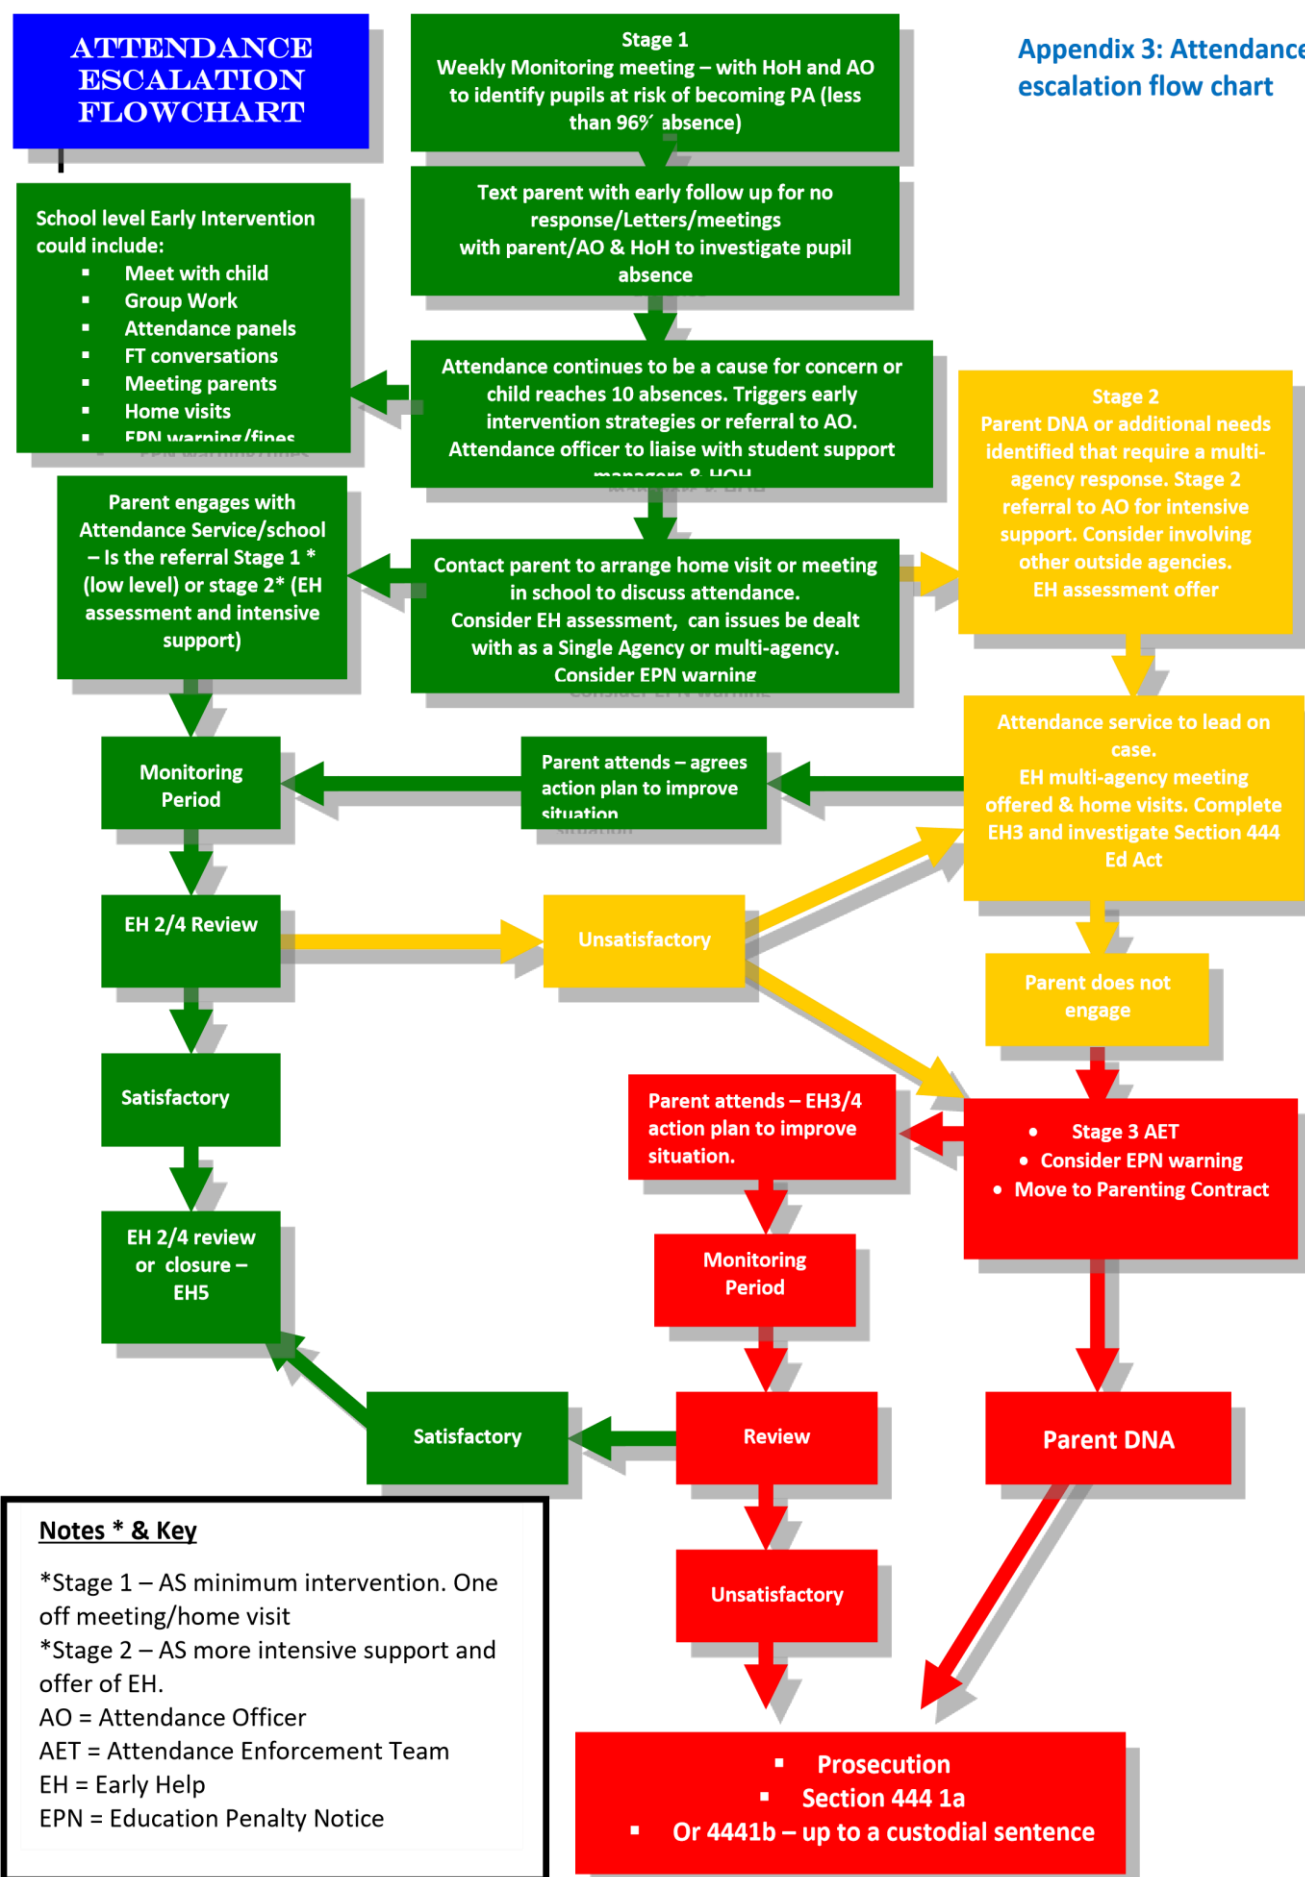 ATTENDANCE
ESCALATION
FLOWCHART
Stage 1
Weekly Monitoring meeting – with HoH and AO
to identify pupils at risk of becoming PA (less
than 96% absence)
Appendix 3: Attendance
escalation flow chart
Text parent with early follow up for no
response/Letters/meetings
with parent/AO & HoH to investigate pupil
absence
School level Early Intervention
could include:
▪ Meet with child
▪ Group Work
▪ Attendance panels
▪ FT conversations
▪ Meeting parents
▪ Home visits
▪ EPN warning/fines
Attendance continues to be a cause for concern or
child reaches 10 absences. Triggers early
intervention strategies or referral to AO.
Attendance officer to liaise with student support
managers & HOH
Stage 2
Parent DNA or additional needs
identified that require a multi-
agency response. Stage 2
referral to AO for intensive
support. Consider involving
other outside agencies.
EH assessment offer
Parent engages with
Attendance Service/school
– Is the referral Stage 1 *
(low level) or stage 2* (EH
assessment and intensive
support)
Contact parent to arrange home visit or meeting
in school to discuss attendance.
Consider EH assessment, can issues be dealt
with as a Single Agency or multi-agency.
Consider EPN warning
Attendance service to lead on
case.
EH multi-agency meeting
offered & home visits. Complete
EH3 and investigate Section 444
Ed Act
Monitoring
Period
Parent attends – agrees
action plan to improve
situation
EH 2/4 Review
Unsatisfactory
Parent does not
engage
Satisfactory
Parent attends – EH3/4
action plan to improve
situation.
• Stage 3 AET
• Consider EPN warning
• Move to Parenting Contract
EH 2/4 review
or closure –
EH5
Monitoring
Period
Satisfactory
Review
Parent DNA
Unsatisfactory
Notes * & Key
*Stage 1 – AS minimum intervention. One
off meeting/home visit
*Stage 2 – AS more intensive support and
offer of EH.
AO = Attendance Officer
AET = Attendance Enforcement Team
EH = Early Help
EPN = Education Penalty Notice
▪ Prosecution
▪ Section 444 1a
▪ Or 4441b – up to a custodial sentence